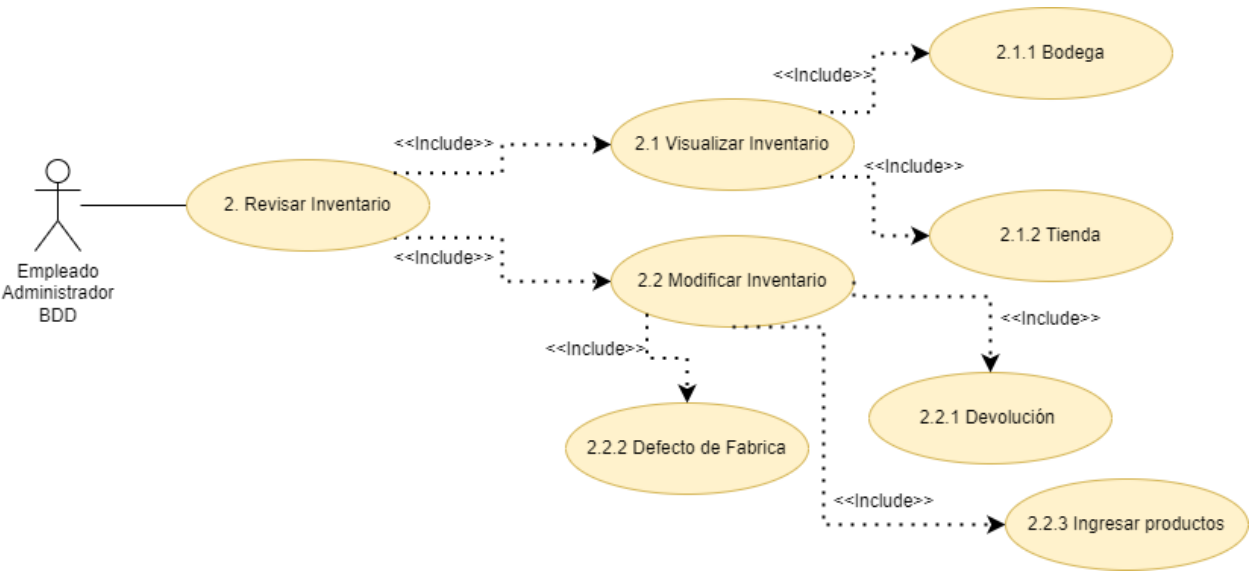 2.1.1 Bodega
<<Include>>
<<Include>>
2.1 Visualizar Inventario
<<Include>>
2. Revisar Inventario
2.1.2 Tienda
<<Include>>
Empleado
Administrador
BDD
2.2 Modificar Inventario
<<Include>>
<<Include>>
2.2.1 Devolución
2.2.2 Defecto de Fabrica
<<Include>>
2.2.3 Ingresar productos